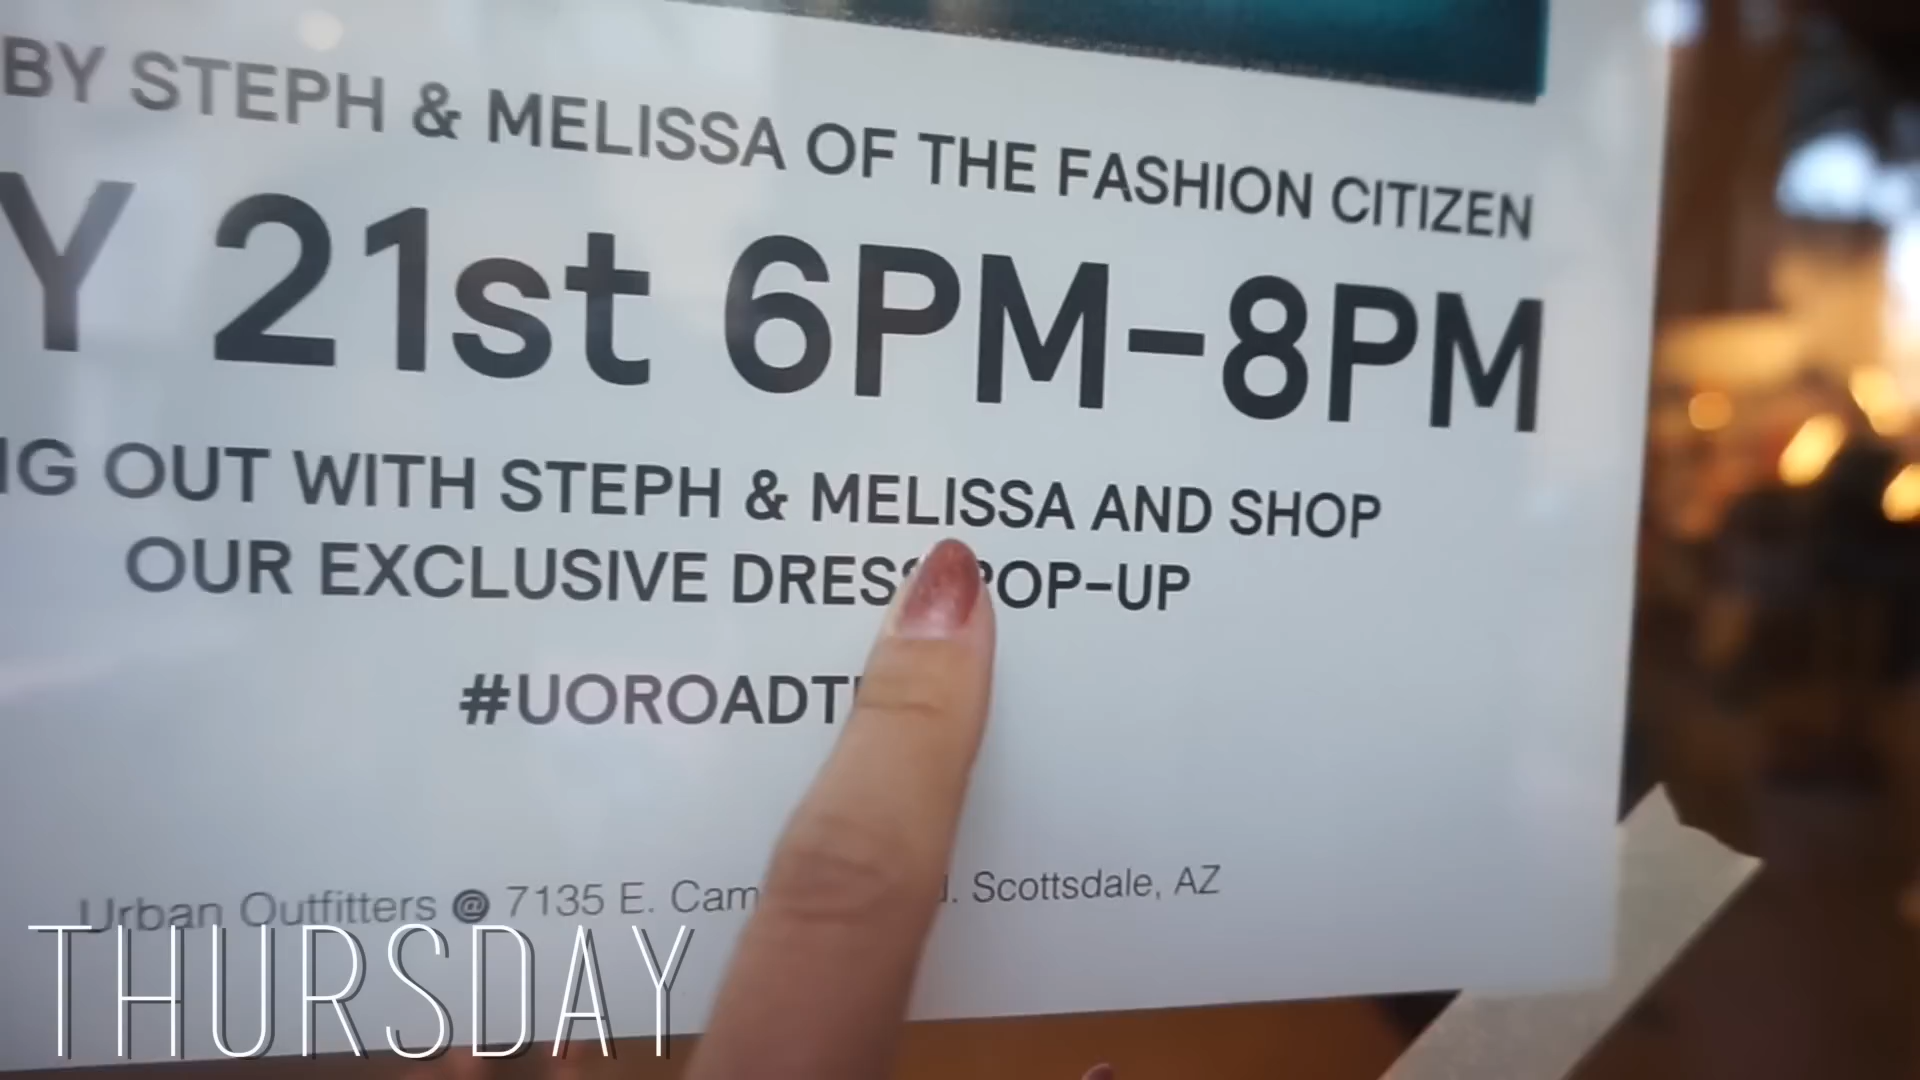 BY STEPH & MELISSA OF THE FASHION CITIZEN
Y 21st 6PM-8PM
OUT WITH STEPH & MELISSA AND SHOP
OUR EXCLUSIVE DRESS POP-UP
#UOROADT
Urban Outfitters @ 7135 E. Cam Scottsdale, AZ
THURSDAY